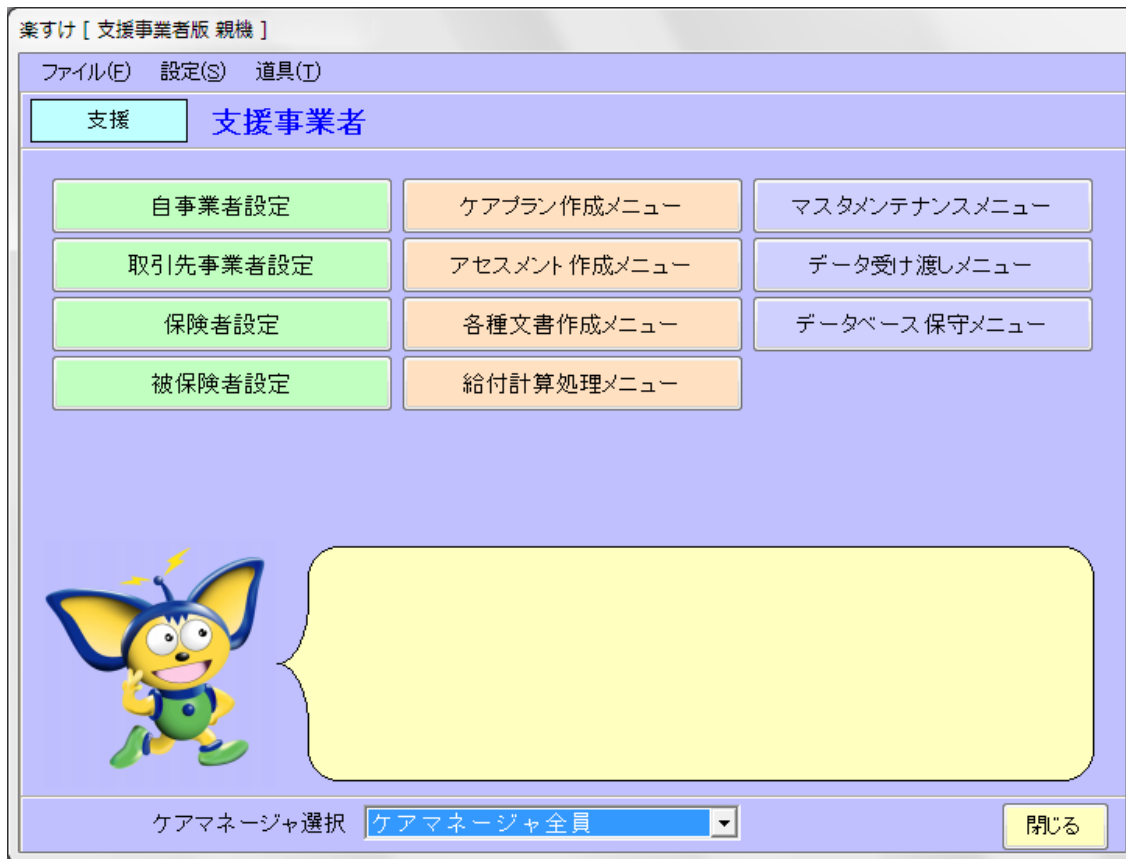 楽すけ [ 支援事業者版 親機 ]
ファイル(F) 設定(S) 道具(T)
支援 支援事業者
自事業者設定 ケアプラン作成メニュー マスタメンテナンスメニュー
取引先事業者設定 アセスメント作成メニュー データ受け渡しメニュー
保険者設定 各種文書作成メニュー データベース保守メニュー
被保険者設定 給付計算処理メニュー
ケアマネージャ選択 ケアマネージャ全員 閉じる